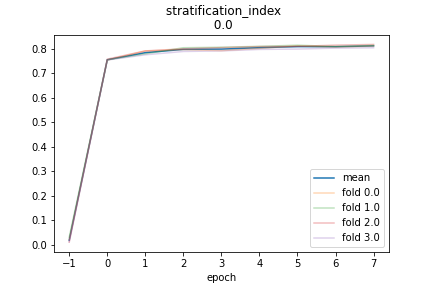 stratification_index
0.0
0.8
0.7
0.6
0.5
0.4
0.3
0.2
0.1
0.0
mean
fold 0.0
fold 1.0
fold 2.0
fold 3.0
−1 0 1 2 3 4 5 6 7
epoch